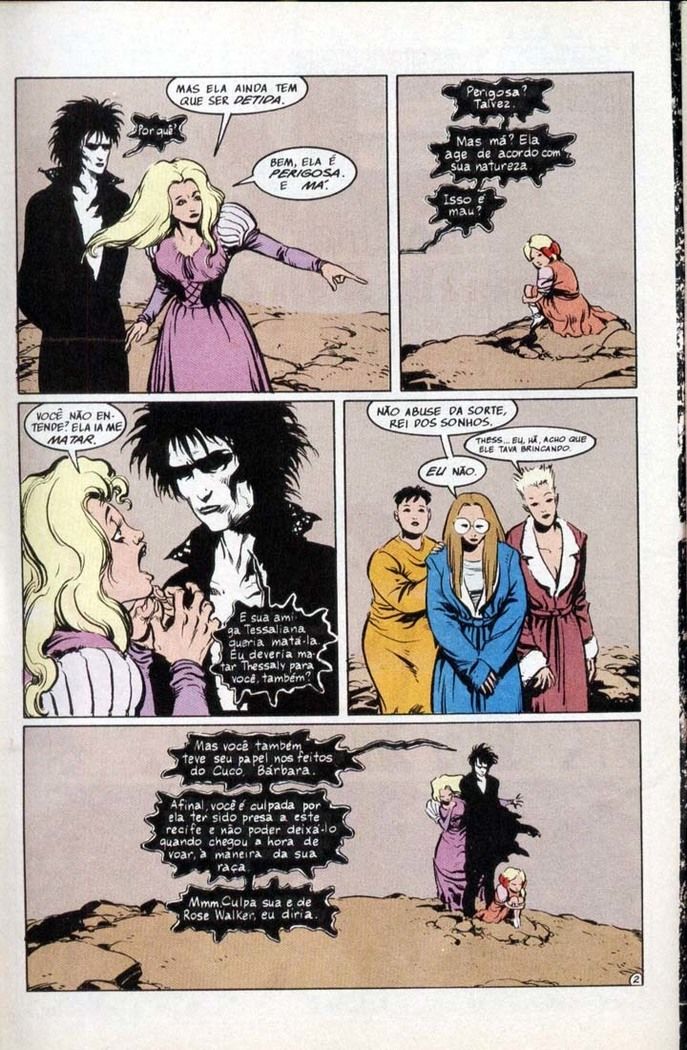 MAS ELA AINDA TEM
QUE SER DETIDA.
Por quê?
BEM, ELA É
PERIGOSA.
E MÁ.
Perigosa?
Talvez.
Mas má? Ela
age de acordo com
sua natureza.
Isso é
mau?
VOCÊ NÃO EN-
TENDE? ELA IA ME
MATAR.
E sua ami-
ga Tessaliana
queria matá-la.
Eu deveria ma-
tar Thessaly para
você, também?
NÃO ABUSE DA SORTE,
REI DOS SONHOS.
THESS... EU, HÃ, ACHO QUE
ELE TAVA BRINCANDO.
EU NÃO.
Mas você também
teve seu papel nos feitos
do Cuco, Bárbara.
Afinal, você é culpada por
ela ter sido presa a este
recife e não poder deixá-lo
quando chegou a hora de
voar, à maneira da sua
raça.
Mmm. Culpa sua e de
Rose Walker, eu diria.
2